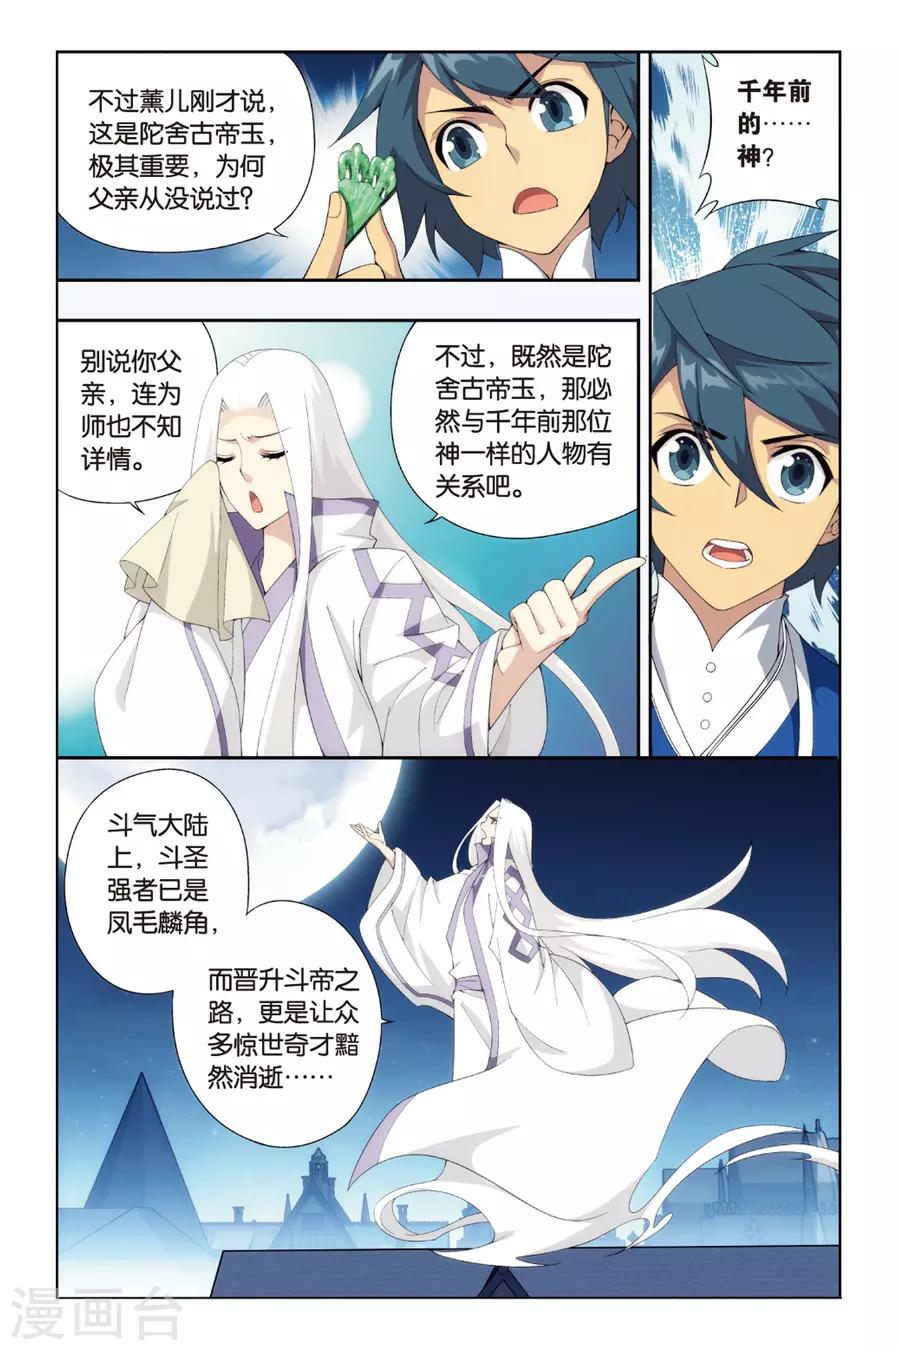 不过薰儿刚才说，
这是陀舍古帝玉，
极其重要，为何
父亲从没说过？
别说你父
亲，连为
师也不知
详情。
不过，既然是陀
舍古帝玉，那必
然与千年前那位
神一样的人物有
关系吧。
千年前
的……
神？
斗气大陆
上，斗圣
强者已是
凤毛麟角，
而晋升斗帝之
路，更是让众
多惊世奇才黯
然消逝……
漫画台